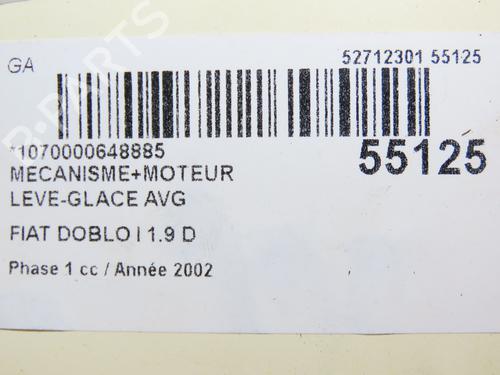 GA
52712301 55125
*1070000648885
55125
MECANISME+MOTEUR
LEVE-GLACE AVG
FIAT DOBLO I 1.9 D
Phase 1 cc / Année 2002
B-PARTS